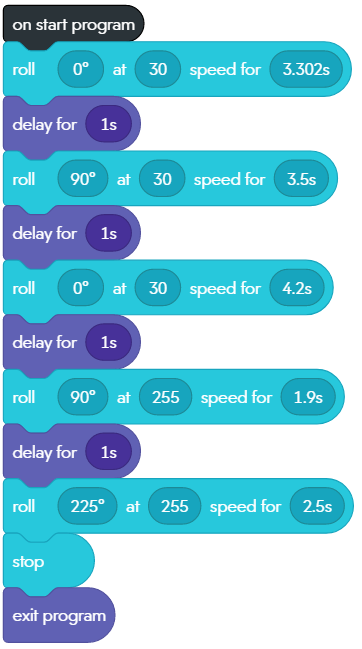 on start program
roll 0° at 30 speed for 3.302s
delay for 1s
roll 90° at 30 speed for 3.5s
delay for 1s
roll 0° at 30 speed for 4.2s
delay for 1s
roll 90° at 255 speed for 1.9s
delay for 1s
roll 225° at 255 speed for 2.5s
stop
exit program